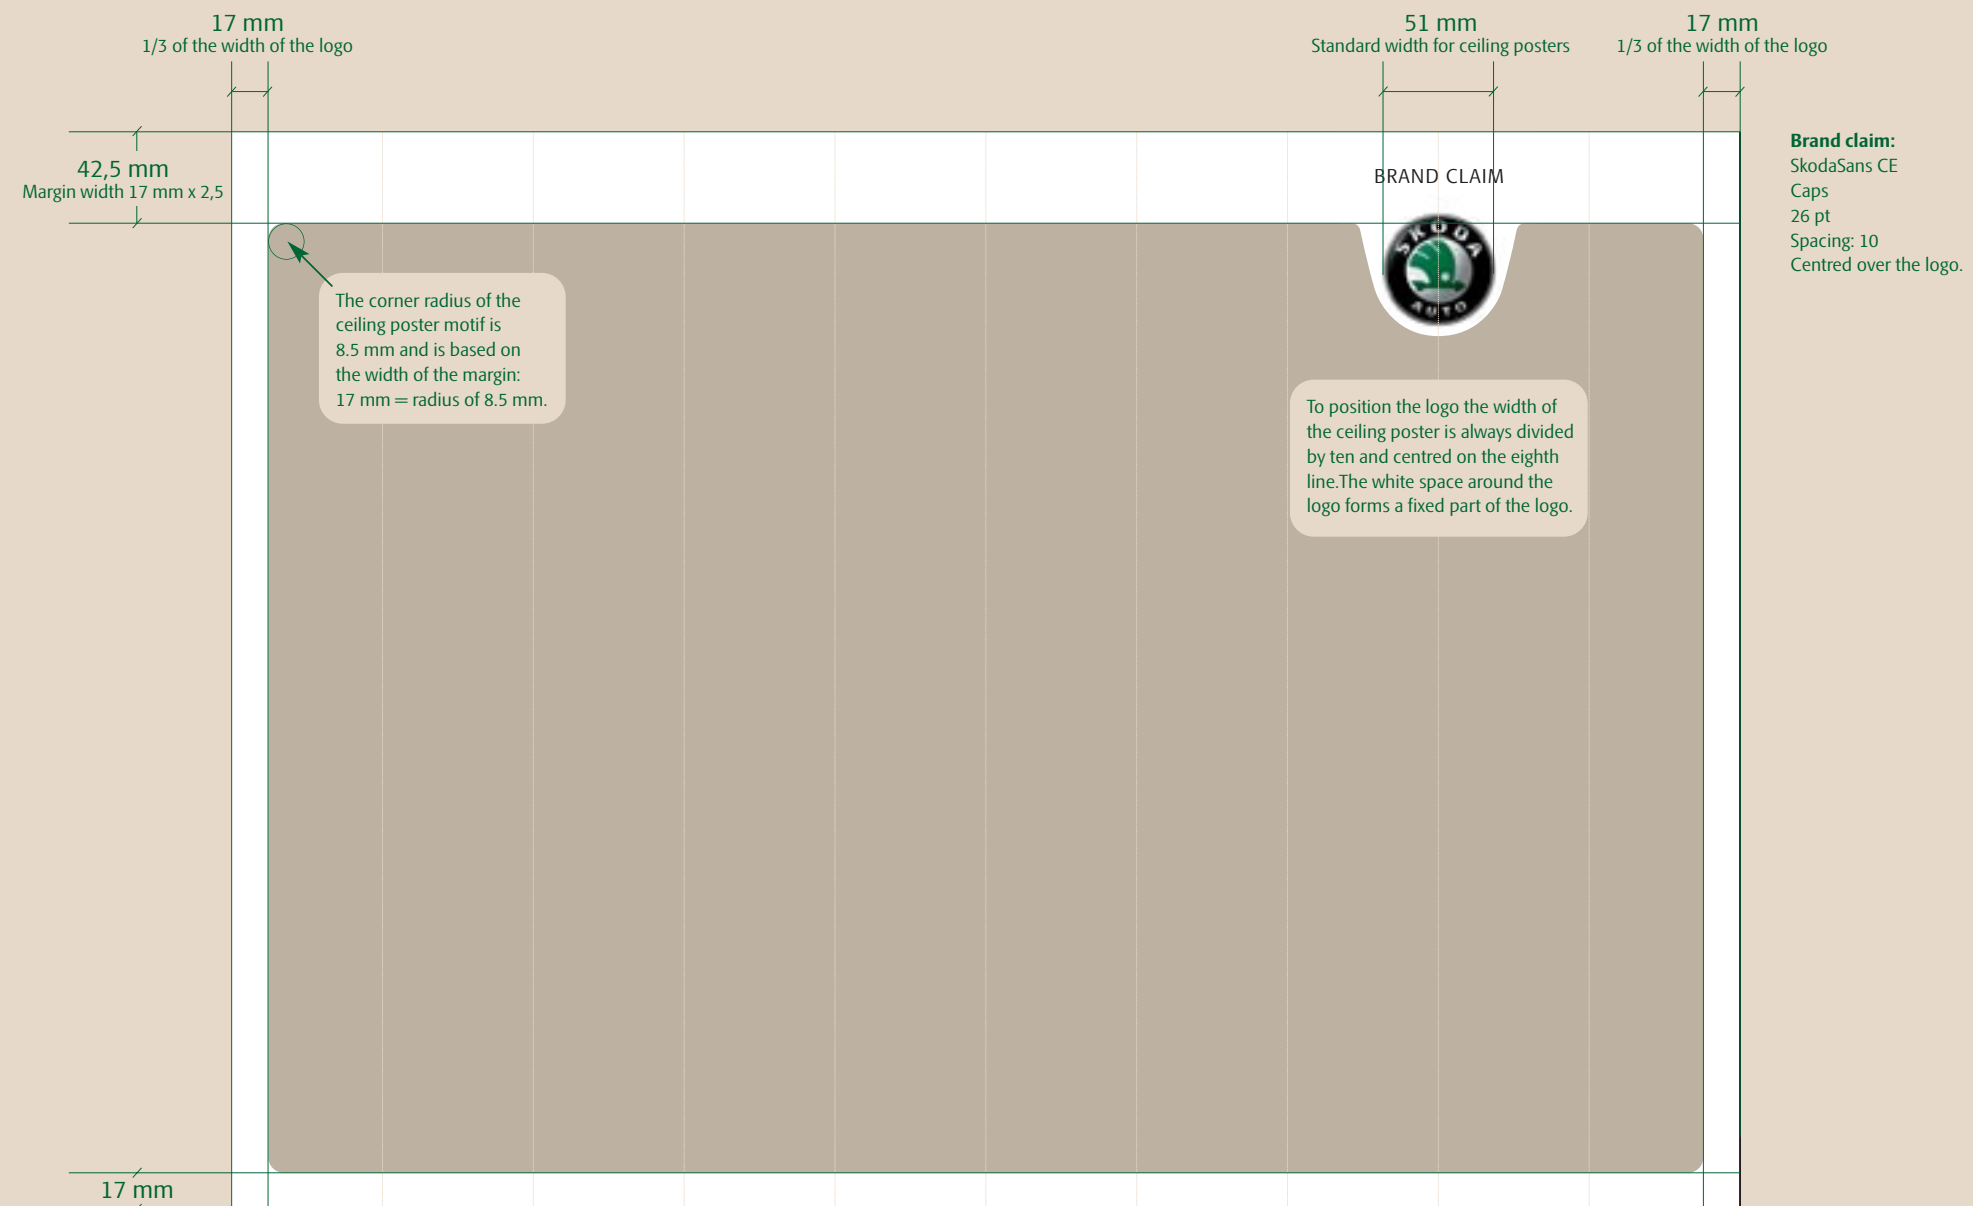 17 mm
1/3 of the width of the logo
51 mm
Standard width for ceiling posters
17 mm
1/3 of the width of the logo
42,5 mm
Margin width 17 mm x 2,5
BRAND CLAIM
SKODA
AUTO
Brand claim:
SkodaSans CE
Caps
26 pt
Spacing: 10
Centred over the logo.
The corner radius of the
ceiling poster motif is
8.5 mm and is based on
the width of the margin:
17 mm = radius of 8.5 mm.
To position the logo the width of
the ceiling poster is always divided
by ten and centred on the eighth
line.The white space around the
logo forms a fixed part of the logo.
17 mm